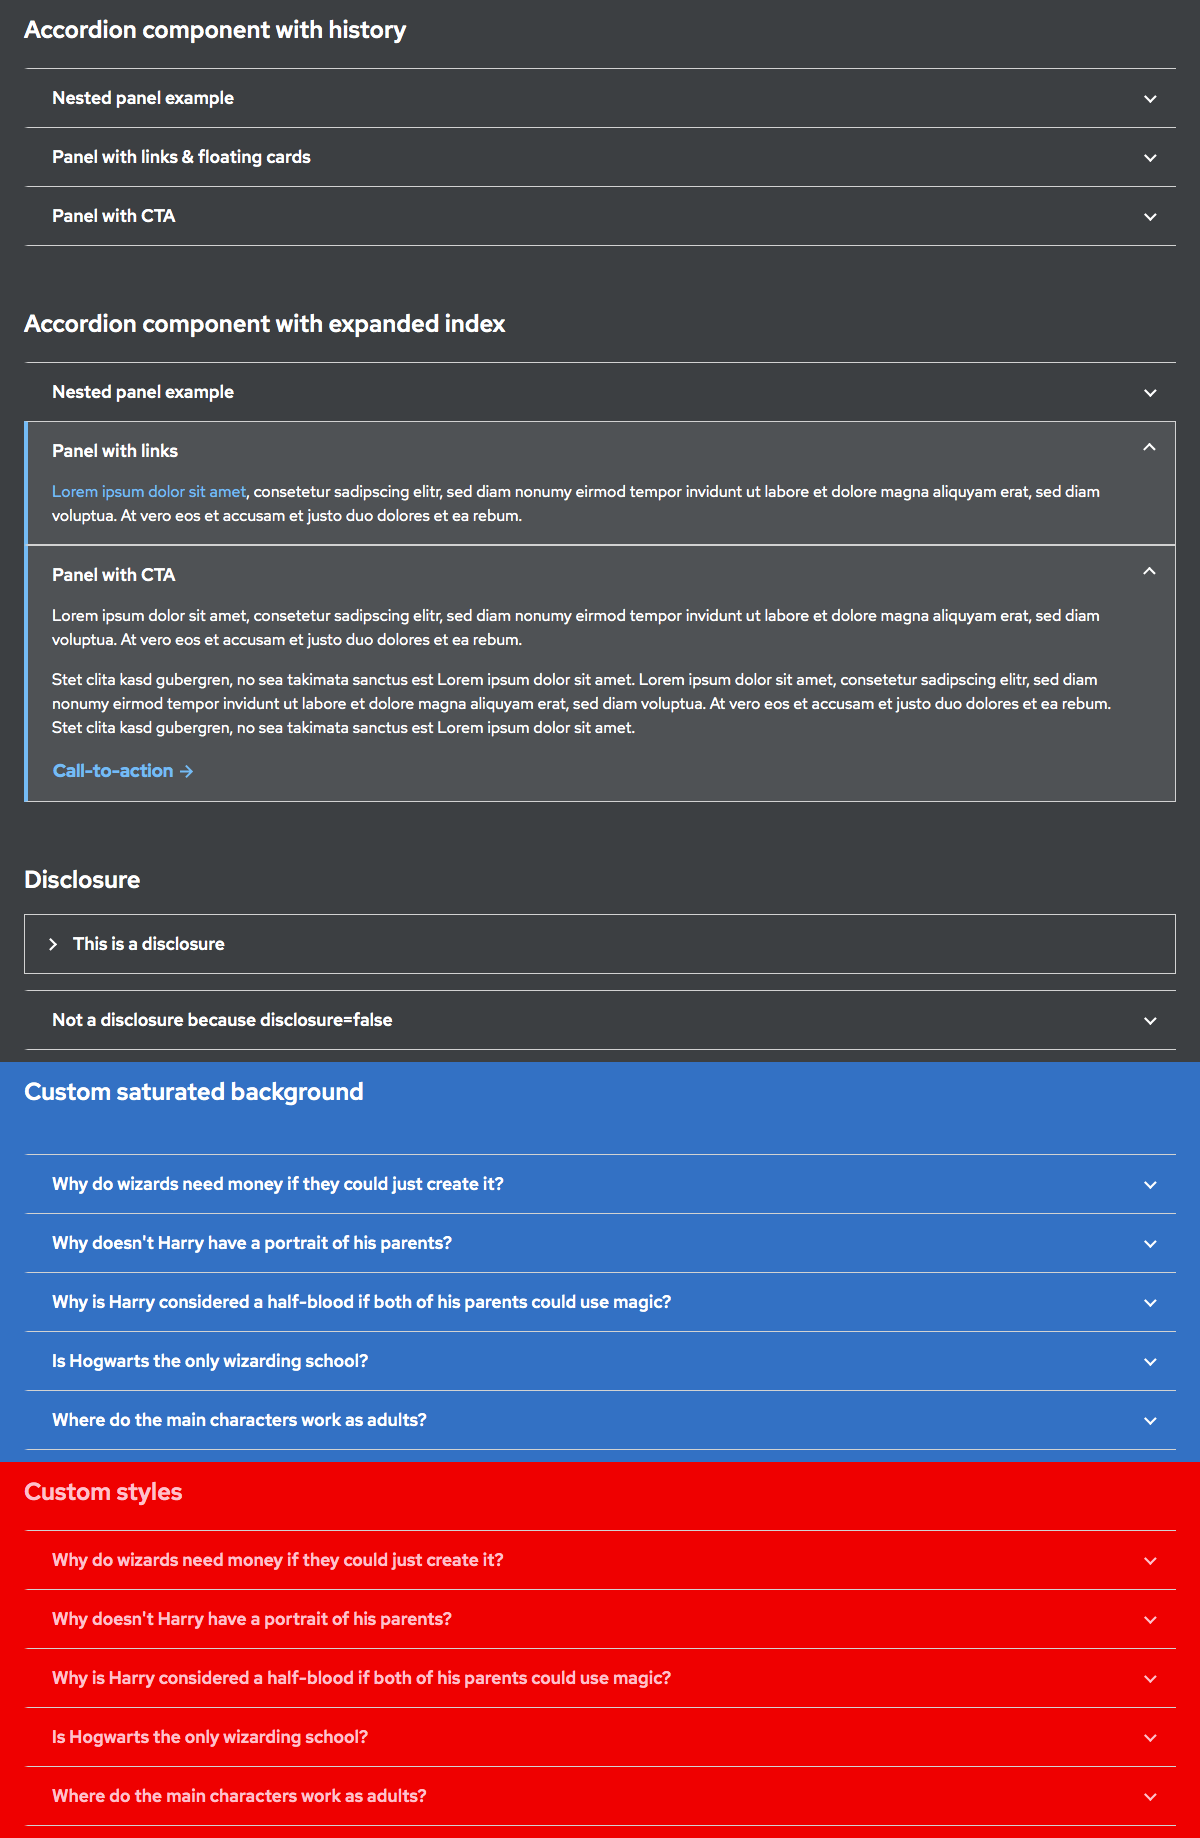 Accordion component with history
Nested panel example
Panel with links & floating cards
Panel with CTA
Accordion component with expanded index
Nested panel example
Panel with links
Lorem ipsum dolor sit amet, consetetur sadipscing elitr, sed diam nonumy eirmod tempor invidunt ut labore et dolore magna aliquyam erat, sed diam
voluptua. At vero eos et accusam et justo duo dolores et ea rebum.
Panel with CTA
Lorem ipsum dolor sit amet, consetetur sadipscing elitr, sed diam nonumy eirmod tempor invidunt ut labore et dolore magna aliquyam erat, sed diam
voluptua. At vero eos et accusam et justo duo dolores et ea rebum.
Stet clita kasd gubergren, no sea takimata sanctus est Lorem ipsum dolor sit amet. Lorem ipsum dolor sit amet, consetetur sadipscing elitr, sed diam
nonumy eirmod tempor invidunt ut labore et dolore magna aliquyam erat, sed diam voluptua. At vero eos et accusam et justo duo dolores et ea rebum.
Stet clita kasd gubergren, no sea takimata sanctus est Lorem ipsum dolor sit amet.
Call-to-action →
Disclosure
This is a disclosure
Not a disclosure because disclosure=false
Custom saturated background
Why do wizards need money if they could just create it?
Why doesn't Harry have a portrait of his parents?
Why is Harry considered a half-blood if both of his parents could use magic?
Is Hogwarts the only wizarding school?
Where do the main characters work as adults?
Custom styles
Why do wizards need money if they could just create it?
Why doesn't Harry have a portrait of his parents?
Why is Harry considered a half-blood if both of his parents could use magic?
Is Hogwarts the only wizarding school?
Where do the main characters work as adults?